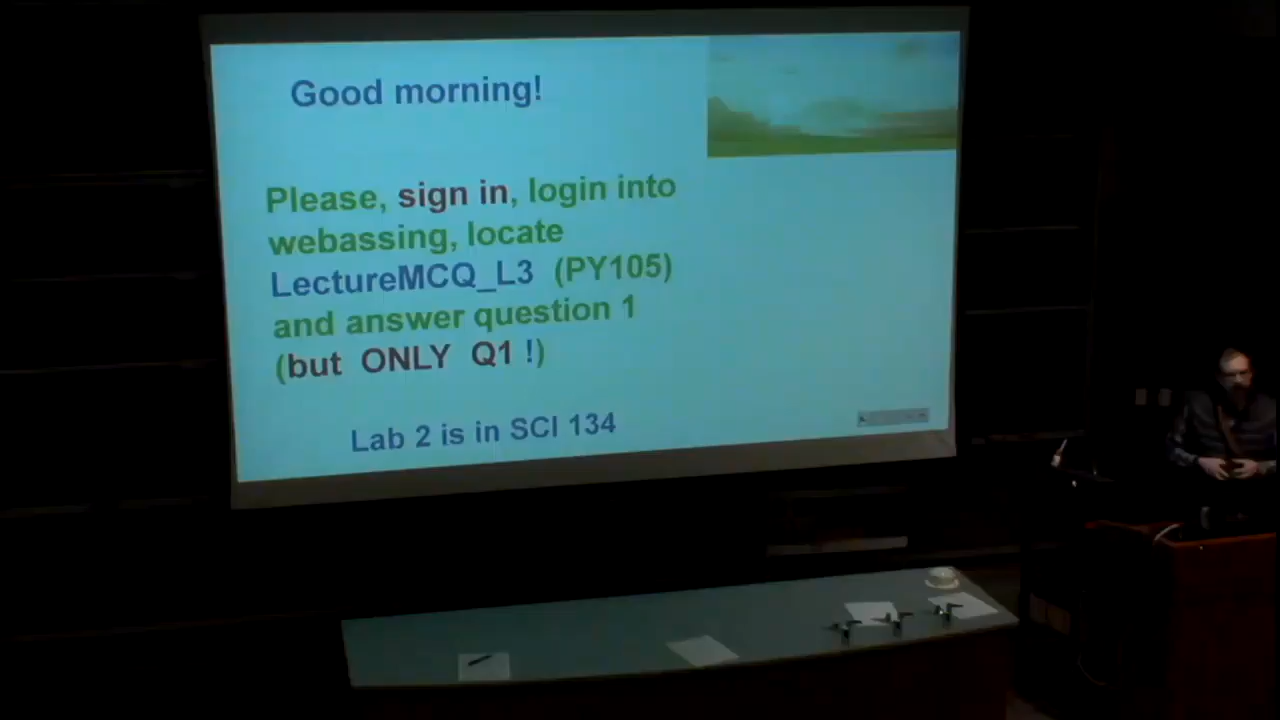 Good morning!
Please, sign in, login into
webassing, locate
LectureMCQ_L3 (PY105)
and answer question 1
(but ONLY Q1 !)
Lab 2 is in SCI 134